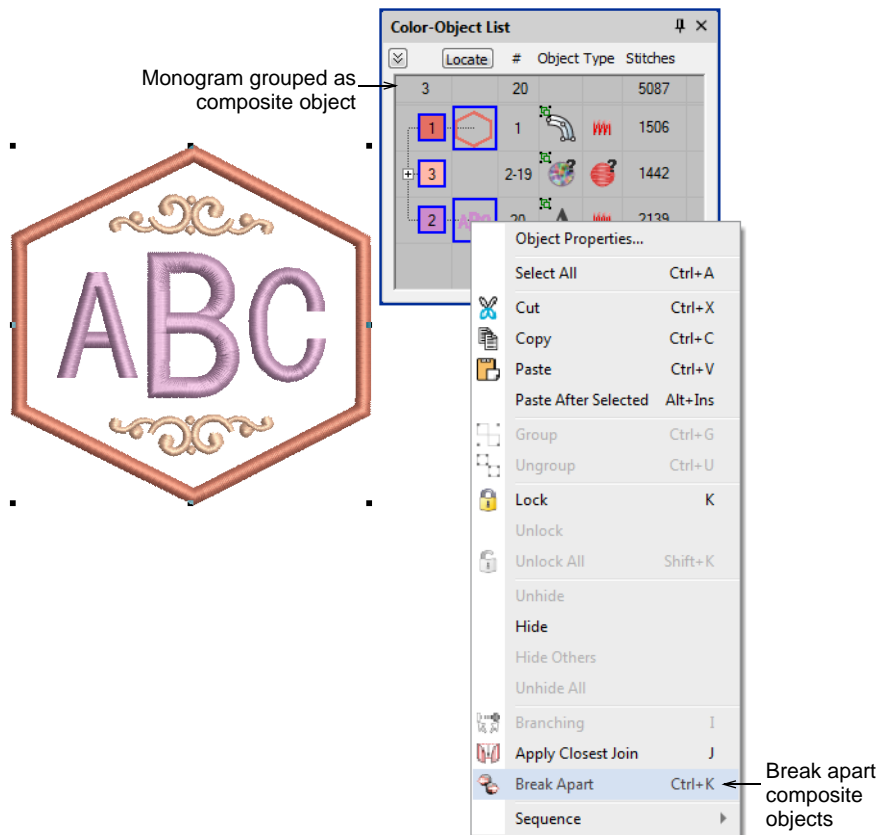 Color-Object List
Locate # Object Type Stitches
Monogram grouped as
composite object
3 20 5087
1 1 1506
3 2-19 1442
2 ABC 20 A 2139
ABC
Object Properties...
Select All Ctrl+A
Cut Ctrl+X
Copy Ctrl+C
Paste Ctrl+V
Paste After Selected Alt+Ins
Group Ctrl+G
Ungroup Ctrl+U
Lock K
Unlock
Unlock All Shift+K
Unhide
Hide
Hide Others
Unhide All
Branching I
Apply Closest Join J
Break Apart Ctrl+K
Sequence
Break apart
composite
objects